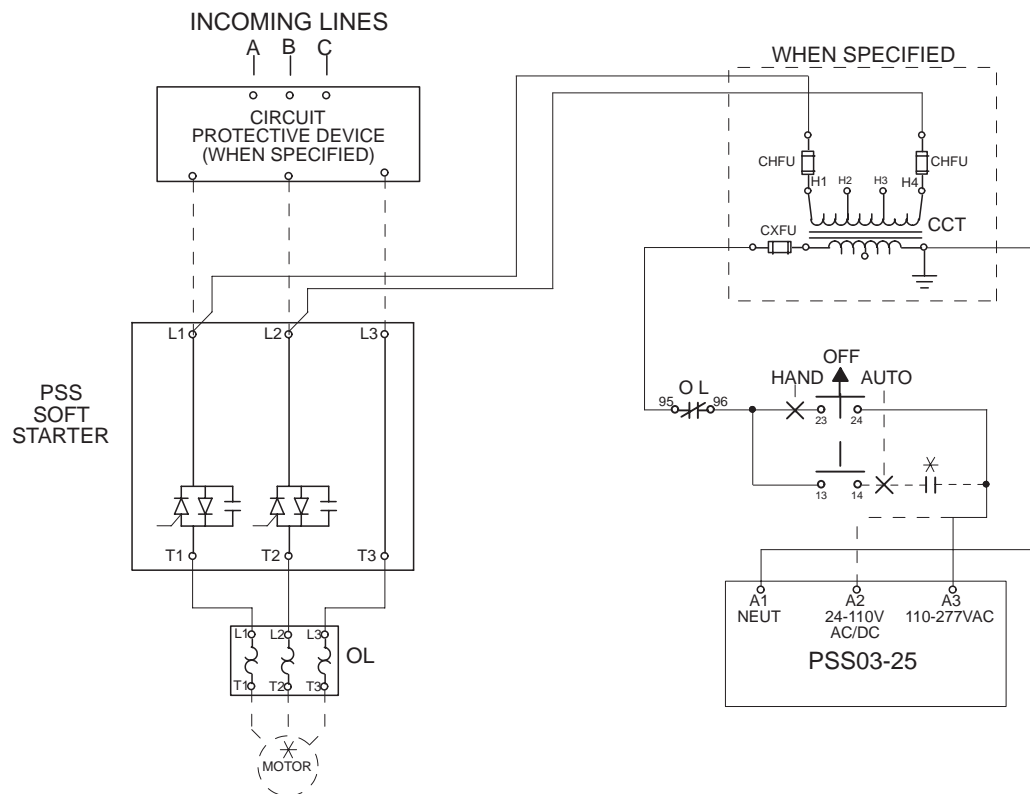 INCOMING LINES
A B C
CIRCUIT
PROTECTIVE DEVICE
(WHEN SPECIFIED)
WHEN SPECIFIED
CHFU CHFU
H1 H2 H3 H4
CXFU CCT
L1 L2 L3
PSS
SOFT
STARTER
T1 T2 T3
L1 L2 L3
OL
T1 T2 T3
MOTOR
OFF
HAND AUTO
O L
95 96
23 24
13 14
A1 A2 A3
NEUT 24-110V 110-277VAC
AC/DC
PSS03-25